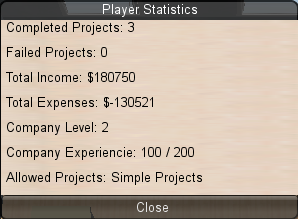 Player Statistics
Completed Projects: 3
Failed Projects: 0
Total Income: $180750
Total Expenses: $-130521
Company Level: 2
Company Experiencie: 100 / 200
Allowed Projects: Simple Projects
Close